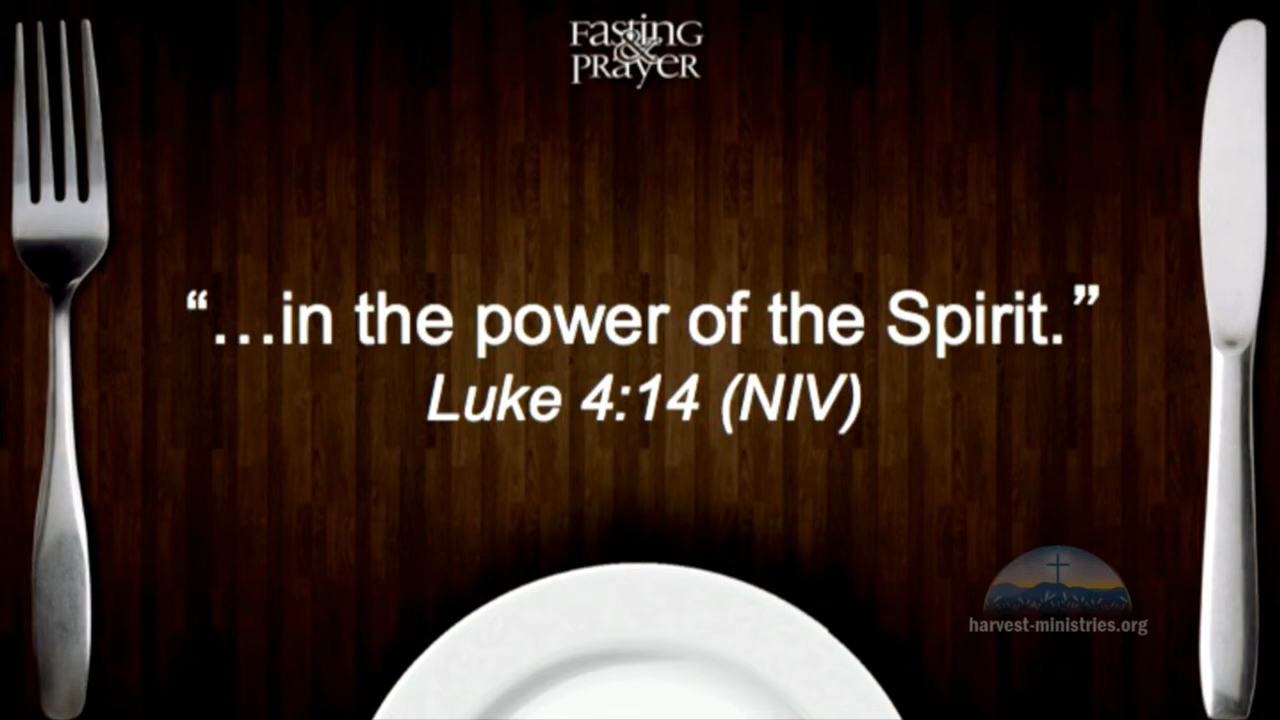 Fasting
&
Prayer
“...in the power of the Spirit.”
Luke 4:14 (NIV)
harvest-ministries.org